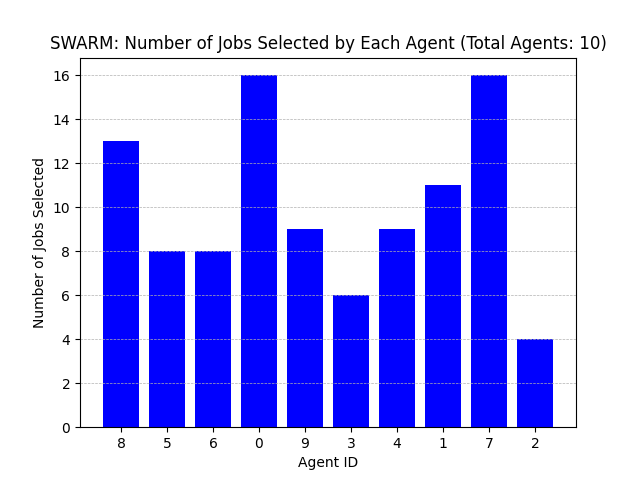 SWARM: Number of Jobs Selected by Each Agent (Total Agents: 10)
Number of Jobs Selected
16
14
12
10
8
6
4
2
0
8 5 6 0 9 3 4 1 7 2
Agent ID